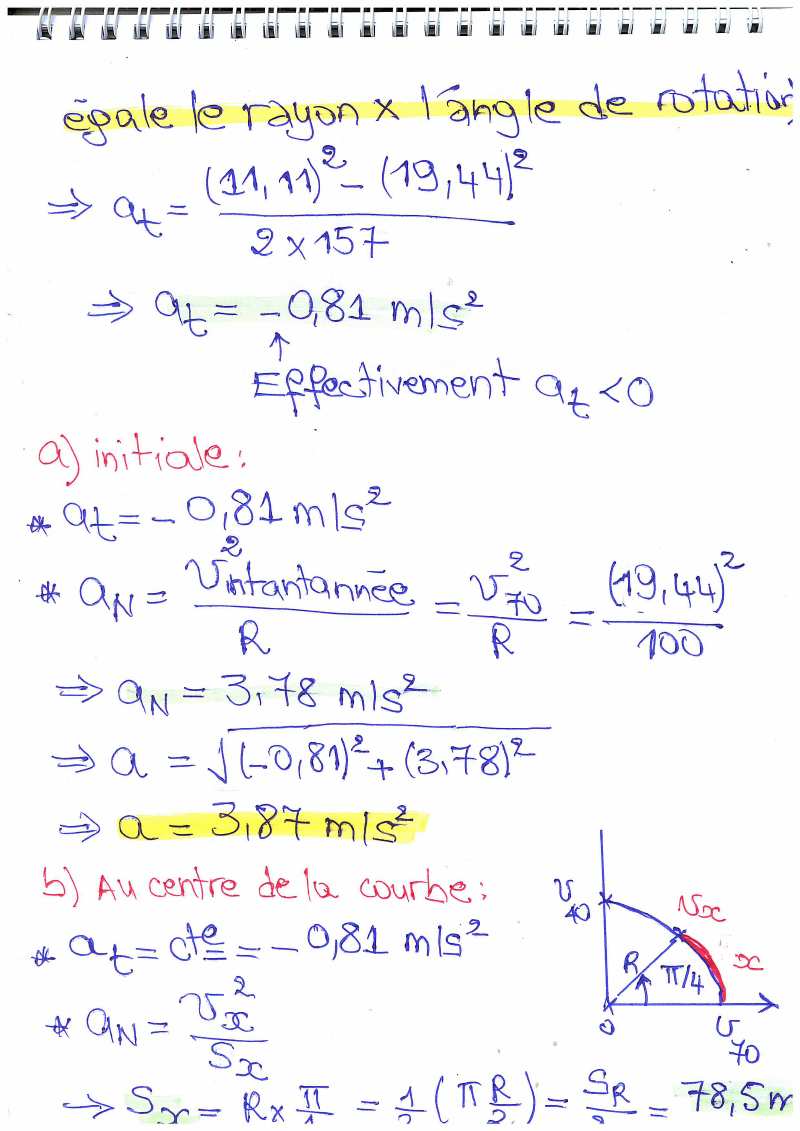 égale le rayon x l'angle de rotation
⇒ at = (11,11)² - (19,44)² / 2 x 157
⇒ at = -0,81 m/s²
↑
Effectivement at < 0
a) initiale :
* at = - 0,81 m/s²
* aN = V²intantannée / R = V²70 / R = (19,44)² / 100
⇒ aN = 3,78 m/s²
⇒ a = √(-0,81)² + (3,78)²
⇒ a = 3,87 m/s²
b) Au centre de la courbe :
* at = cte = - 0,81 m/s²
* aN = Vx² / Sx
→ Sx = R x π/4 = 1/2 (π R/2) = SR/2 = 78,5 m
V40
Vx
x
R
π/4
O
V70